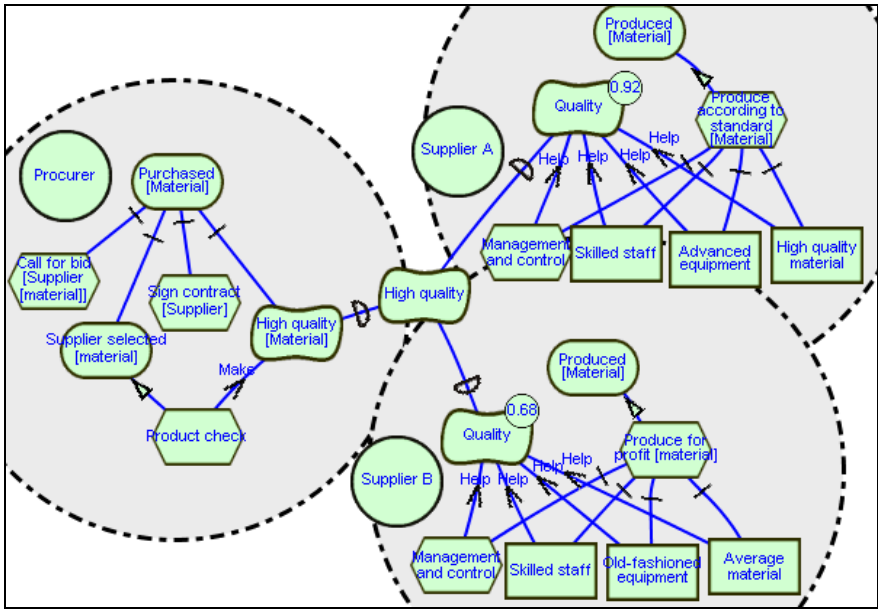 Procurer
Purchased
[Material]
Call for bid
[Supplier
[material]]
Sign contract
[Supplier]
Supplier selected
[material]
High quality
[Material]
Make
Product check
High quality
Supplier A
Quality
0.92
Produced
[Material]
Produce
according to
standard
[Material]
Help
Help
Help
Help
Management
and control
Skilled staff
Advanced
equipment
High quality
material
Supplier B
Quality
0.68
Produced
[Material]
Produce for
profit [material]
Help
Help
Help
Help
Management
and control
Skilled staff
Old-fashioned
equipment
Average
material